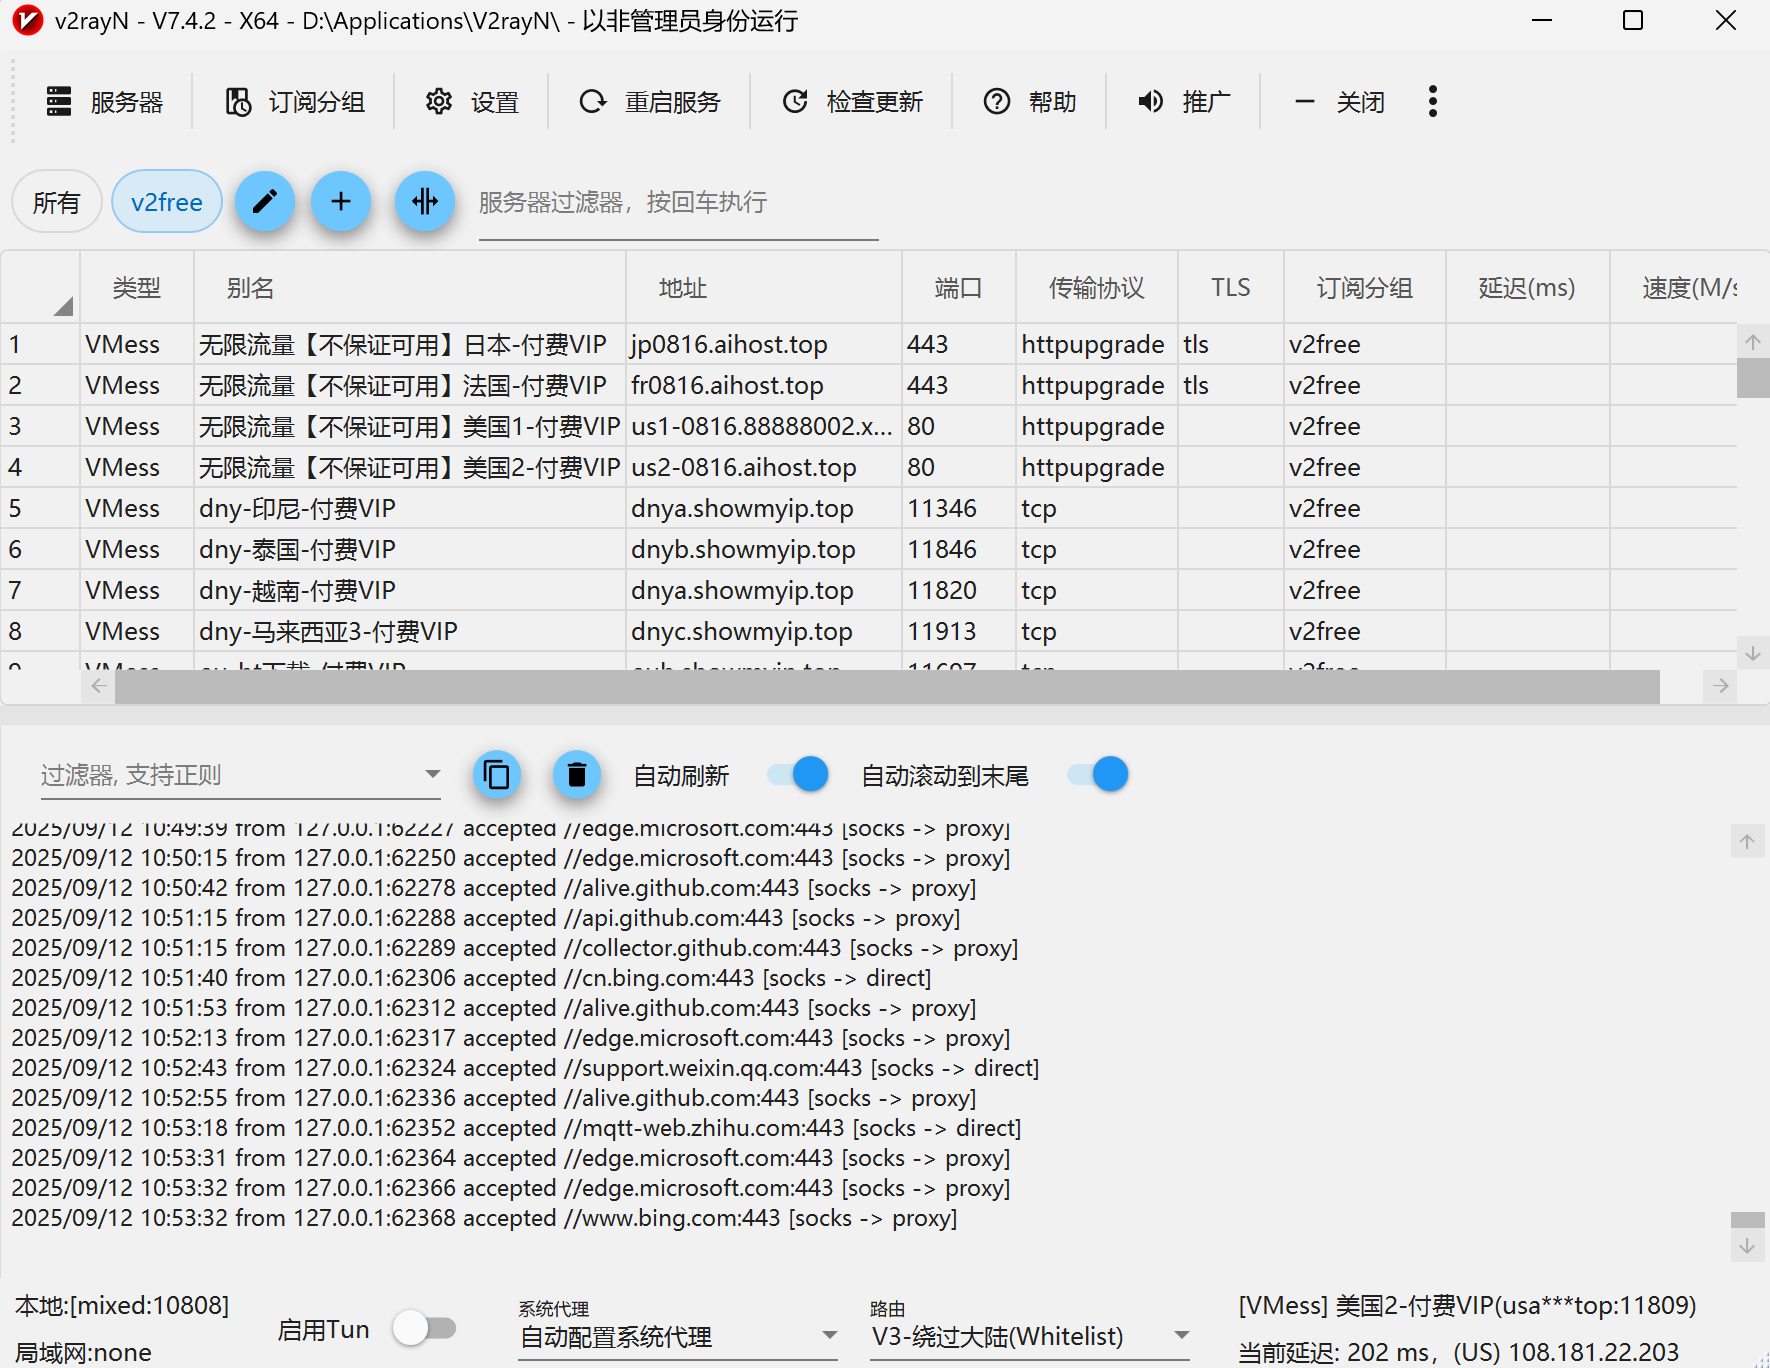 v2rayN - V7.4.2 - X64 - D:\Applications\V2rayN\ - 以非管理员身份运行
服务器 订阅分组 设置 重启服务 检查更新 帮助 推广 关闭
所有 v2free 服务器过滤器，按回车执行
类型 别名 地址 端口 传输协议 TLS 订阅分组 延迟(ms) 速度(M/s
1 VMess 无限流量【不保证可用】日本-付费VIP jp0816.aihost.top 443 httpupgrade tls v2free
2 VMess 无限流量【不保证可用】法国-付费VIP fr0816.aihost.top 443 httpupgrade tls v2free
3 VMess 无限流量【不保证可用】美国1-付费VIP us1-0816.88888002.x... 80 httpupgrade v2free
4 VMess 无限流量【不保证可用】美国2-付费VIP us2-0816.aihost.top 80 httpupgrade v2free
5 VMess dny-印尼-付费VIP dnya.showmyip.top 11346 tcp v2free
6 VMess dny-泰国-付费VIP dnyb.showmyip.top 11846 tcp v2free
7 VMess dny-越南-付费VIP dnya.showmyip.top 11820 tcp v2free
8 VMess dny-马来西亚3-付费VIP dnyc.showmyip.top 11913 tcp v2free
9 VMess tcp v2free
过滤器, 支持正则 自动刷新 自动滚动到末尾
2025/09/12 10:49:39 from 127.0.0.1:62227 accepted //edge.microsoft.com:443 [socks -> proxy]
2025/09/12 10:50:15 from 127.0.0.1:62250 accepted //edge.microsoft.com:443 [socks -> proxy]
2025/09/12 10:50:42 from 127.0.0.1:62278 accepted //alive.github.com:443 [socks -> proxy]
2025/09/12 10:51:15 from 127.0.0.1:62288 accepted //api.github.com:443 [socks -> proxy]
2025/09/12 10:51:15 from 127.0.0.1:62289 accepted //collector.github.com:443 [socks -> proxy]
2025/09/12 10:51:40 from 127.0.0.1:62306 accepted //cn.bing.com:443 [socks -> direct]
2025/09/12 10:51:53 from 127.0.0.1:62312 accepted //alive.github.com:443 [socks -> proxy]
2025/09/12 10:52:13 from 127.0.0.1:62317 accepted //edge.microsoft.com:443 [socks -> proxy]
2025/09/12 10:52:43 from 127.0.0.1:62324 accepted //support.weixin.qq.com:443 [socks -> direct]
2025/09/12 10:52:55 from 127.0.0.1:62336 accepted //alive.github.com:443 [socks -> proxy]
2025/09/12 10:53:18 from 127.0.0.1:62352 accepted //mqtt-web.zhihu.com:443 [socks -> direct]
2025/09/12 10:53:31 from 127.0.0.1:62364 accepted //edge.microsoft.com:443 [socks -> proxy]
2025/09/12 10:53:32 from 127.0.0.1:62366 accepted //edge.microsoft.com:443 [socks -> proxy]
2025/09/12 10:53:32 from 127.0.0.1:62368 accepted //www.bing.com:443 [socks -> proxy]
本地:[mixed:10808]
局域网:none
启用Tun
系统代理
自动配置系统代理
路由
V3-绕过大陆(Whitelist)
[VMess] 美国2-付费VIP(usa***top:11809)
当前延迟: 202 ms，(US) 108.181.22.203